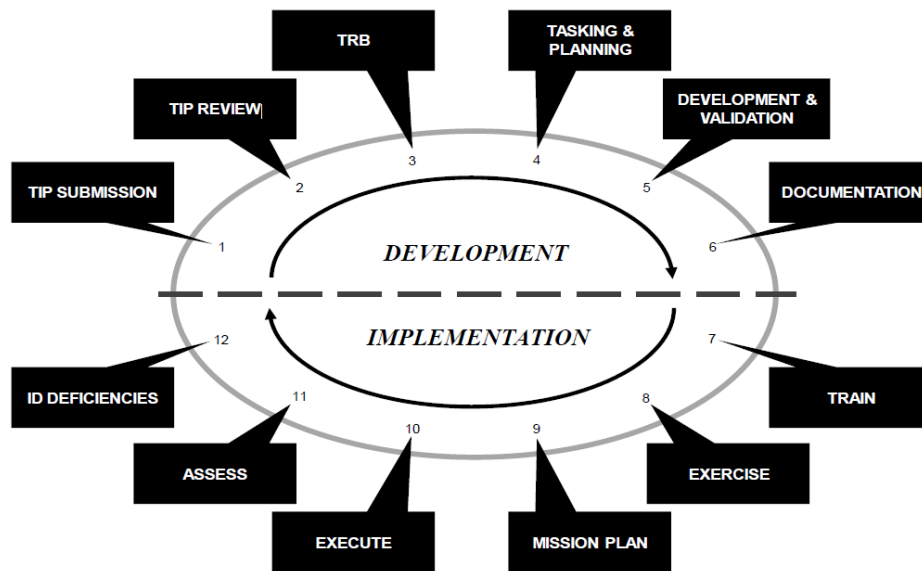 TRB
TASKING &
PLANNING
TIP REVIEW
DEVELOPMENT &
VALIDATION
TIP SUBMISSION
DOCUMENTATION
3
4
2
5
1
6
DEVELOPMENT
IMPLEMENTATION
12
7
11
8
10
9
ID DEFICIENCIES
TRAIN
ASSESS
EXERCISE
EXECUTE
MISSION PLAN